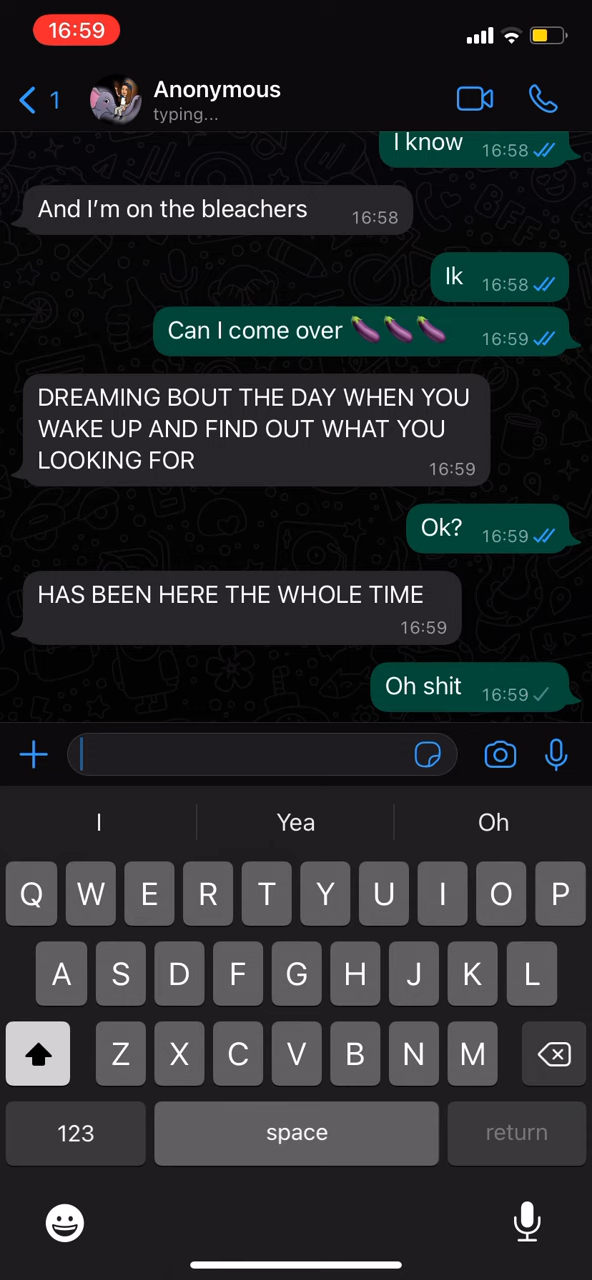 16:59
1
Anonymous
typing...
I know 16:58
And I’m on the bleachers 16:58
Ik 16:58
Can I come over 🍆🍆🍆 16:59
DREAMING BOUT THE DAY WHEN YOU
WAKE UP AND FIND OUT WHAT YOU
LOOKING FOR 16:59
Ok? 16:59
HAS BEEN HERE THE WHOLE TIME
16:59
Oh shit 16:59
I Yea Oh
Q W E R T Y U I O P
A S D F G H J K L
Z X C V B N M
123 space return